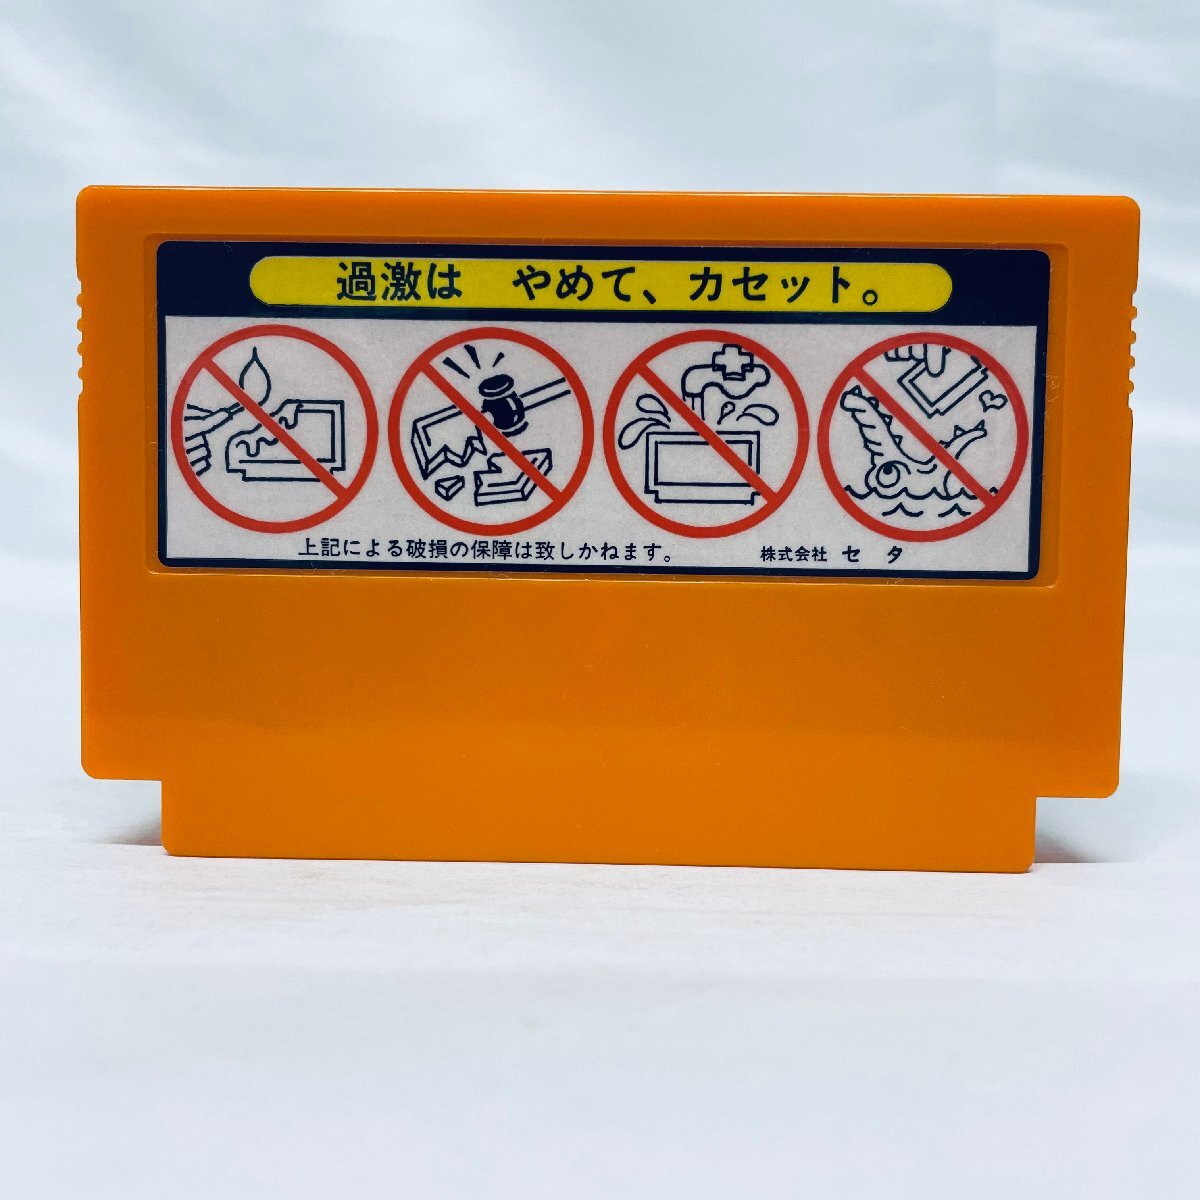 過激は　やめて、カセット。
上記による破損の保障は致しかねます。
株式会社　セタ